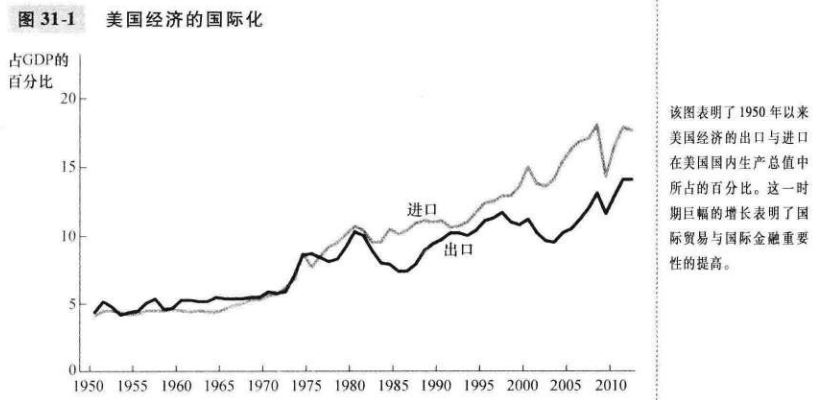 图 31-1 美国经济的国际化
占GDP的
百分比
20
15
10
5
0
进口
出口
1950 1955 1960 1965 1970 1975 1980 1985 1990 1995 2000 2005 2010
该图表明了 1950 年以来
美国经济的出口与进口
在美国国内生产总值中
所占的百分比。这一时
期巨幅的增长表明了国
际贸易与国际金融重要
性的提高。